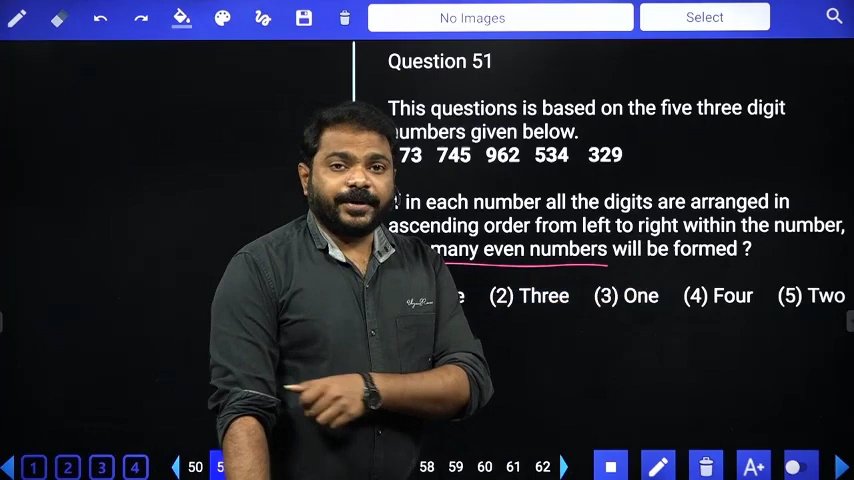 No Images
Select
Question 51
This questions is based on the five three digit
numbers given below.
73 745 962 534 329
in each number all the digits are arranged in
ascending order from left to right within the number,
many even numbers will be formed ?
(2) Three (3) One (4) Four (5) Two
1 2 3 4 50 5 58 59 60 61 62 A+